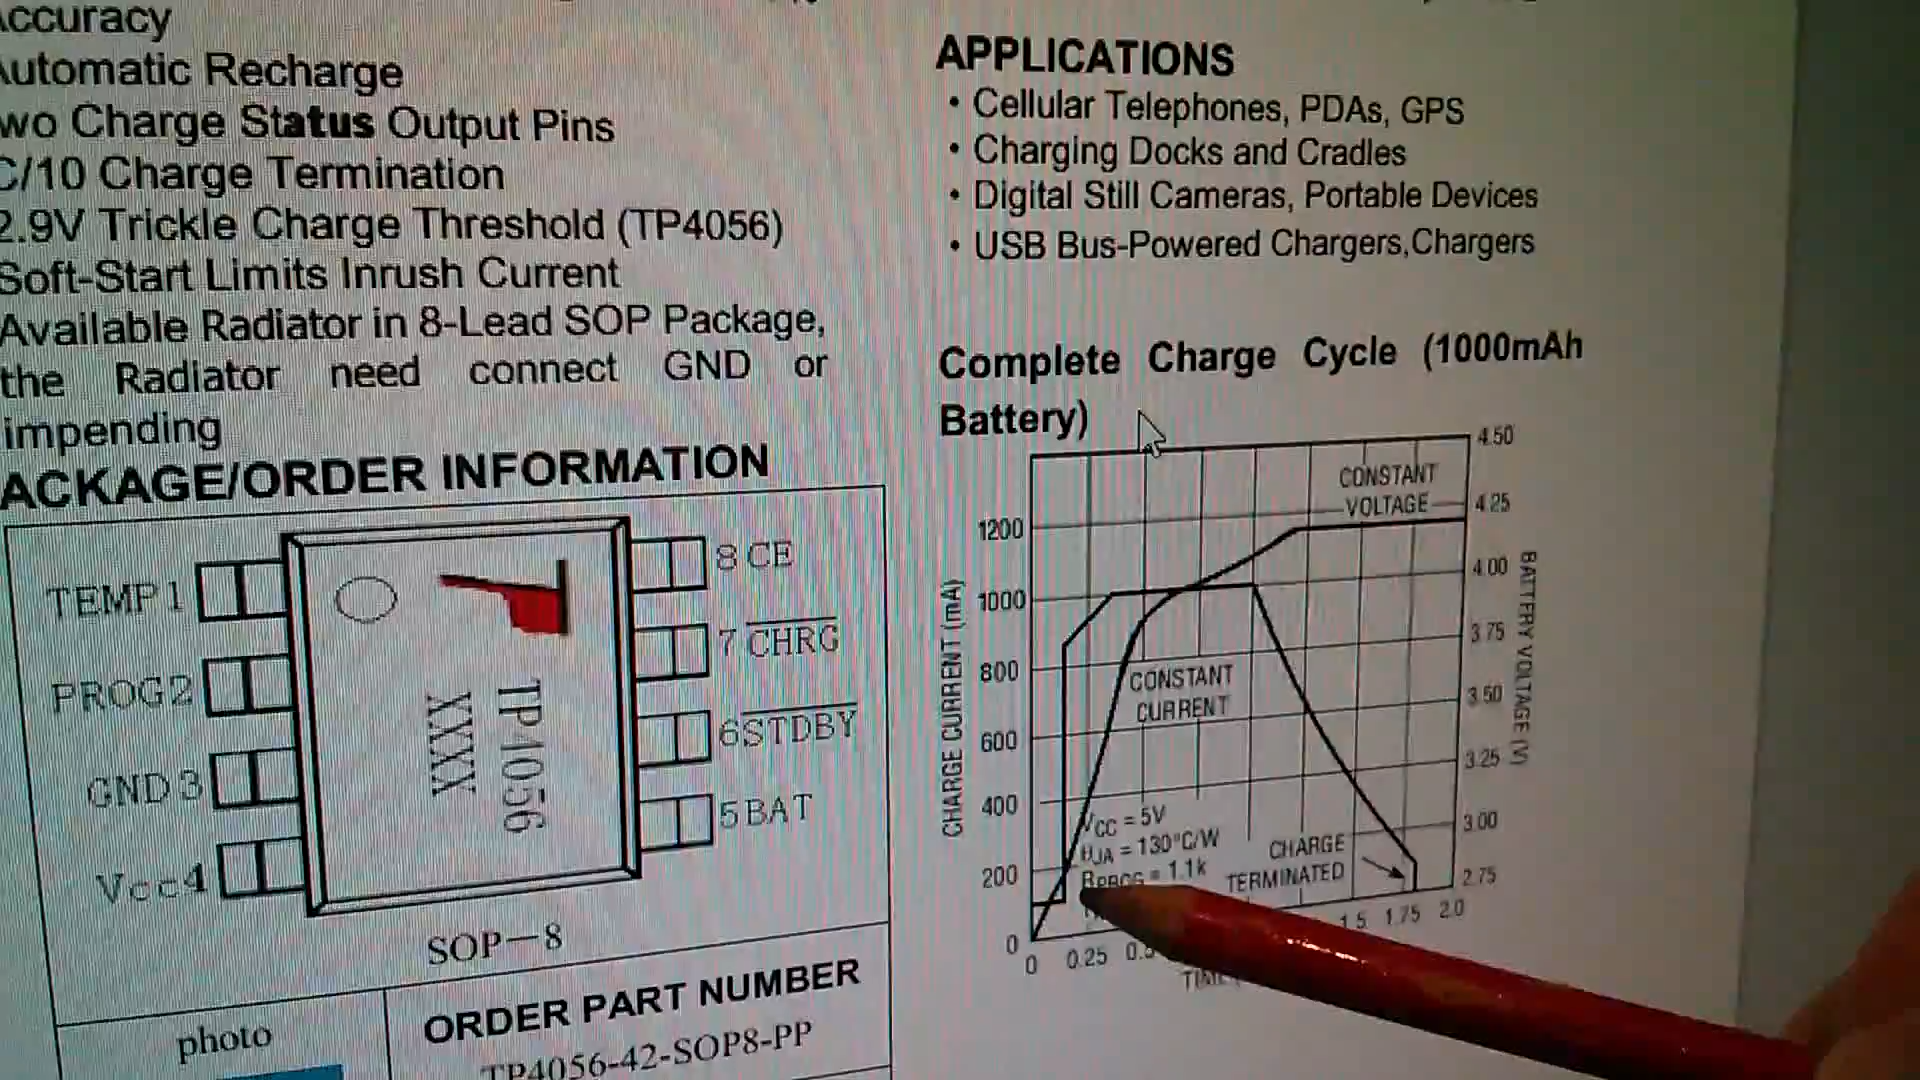 Accuracy
Automatic Recharge
wo Charge Status Output Pins
C/10 Charge Termination
2.9V Trickle Charge Threshold (TP4056)
Soft-Start Limits Inrush Current
Available Radiator in 8-Lead SOP Package,
the Radiator need connect GND or
impending
ACKAGE/ORDER INFORMATION
TEMP 1
PROG 2
GND 3
Vcc 4
8 CE
7 CHRG
6 STDBY
5 BAT
TP4056
XXXX
SOP-8
photo
ORDER PART NUMBER
TP4056-42-SOP8-PP
APPLICATIONS
• Cellular Telephones, PDAs, GPS
• Charging Docks and Cradles
• Digital Still Cameras, Portable Devices
• USB Bus-Powered Chargers,Chargers
Complete Charge Cycle (1000mAh
Battery)
CHARGE CURRENT (mA)
1200
1000
800
600
400
200
0
CONSTANT
VOLTAGE
CONSTANT
CURRENT
VCC = 5V
θJA = 130°C/W
RPROG = 1.1k
CHARGE
TERMINATED
4.50
4.25
4.00
3.75
3.50
3.25
3.00
2.75
BATTERY VOLTAGE (V)
0 0.25 1.5 1.75 2.0